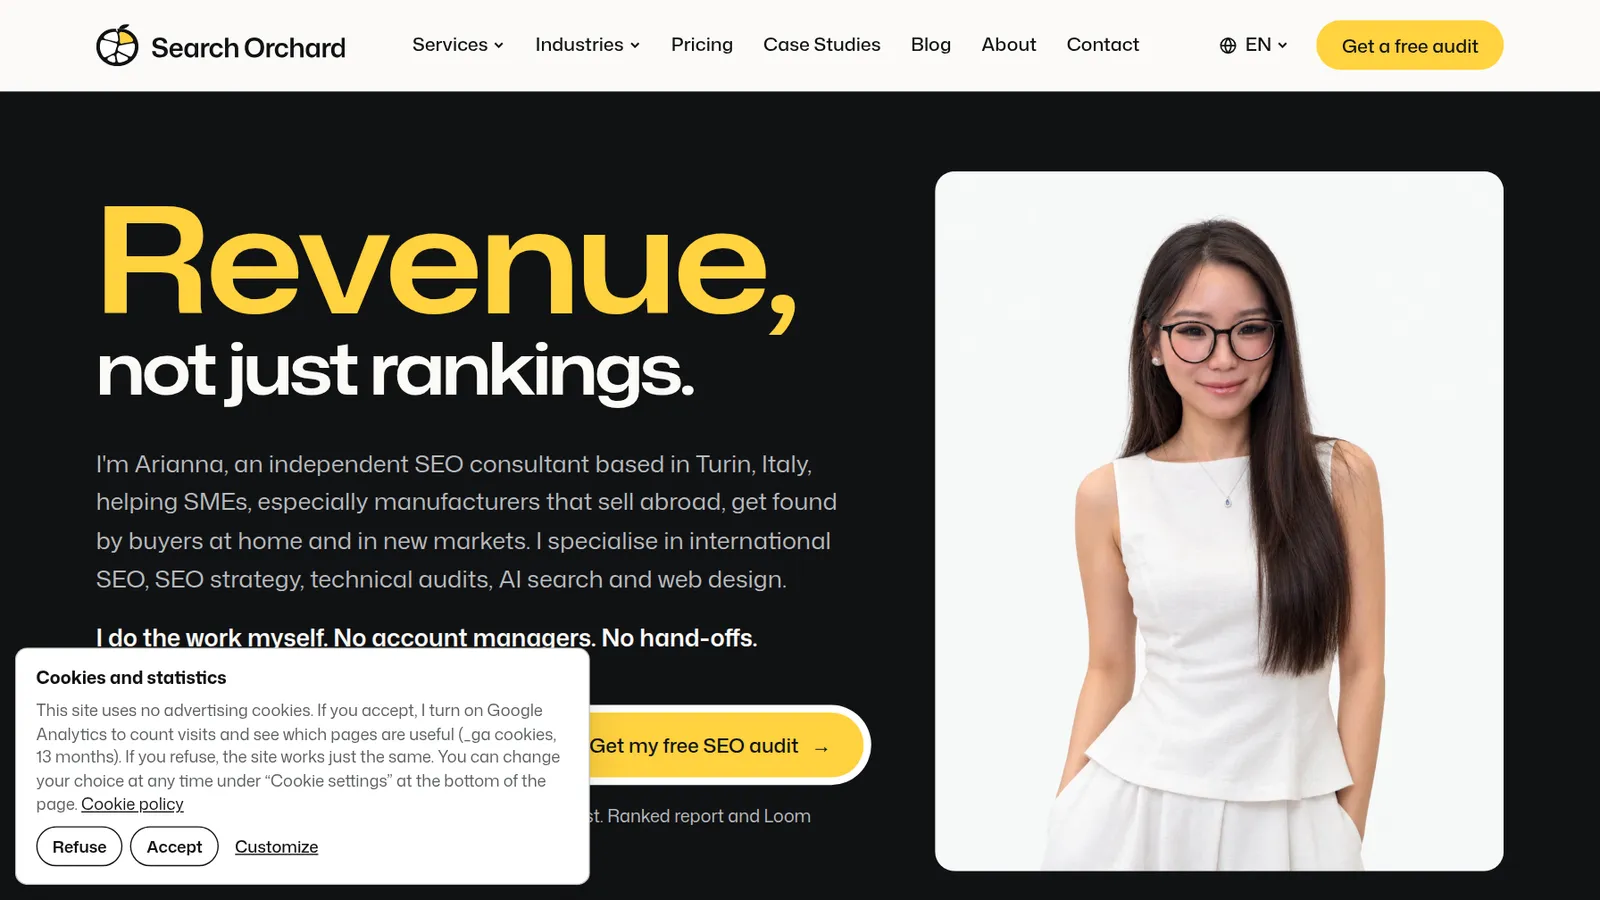 Search Orchard
Services
Industries
Pricing
Case Studies
Blog
About
Contact
EN
Get a free audit
Revenue,
not just rankings.
I'm Arianna, an independent SEO consultant based in Turin, Italy,
helping SMEs, especially manufacturers that sell abroad, get found
by buyers at home and in new markets. I specialise in international
SEO, SEO strategy, technical audits, AI search and web design.
I do the work myself. No account managers. No hand-offs.
Get my free SEO audit →
Ranked report and Loom
Cookies and statistics
This site uses no advertising cookies. If you accept, I turn on Google
Analytics to count visits and see which pages are useful (_ga cookies,
13 months). If you refuse, the site works just the same. You can change
your choice at any time under “Cookie settings” at the bottom of the
page. Cookie policy
Refuse
Accept
Customize